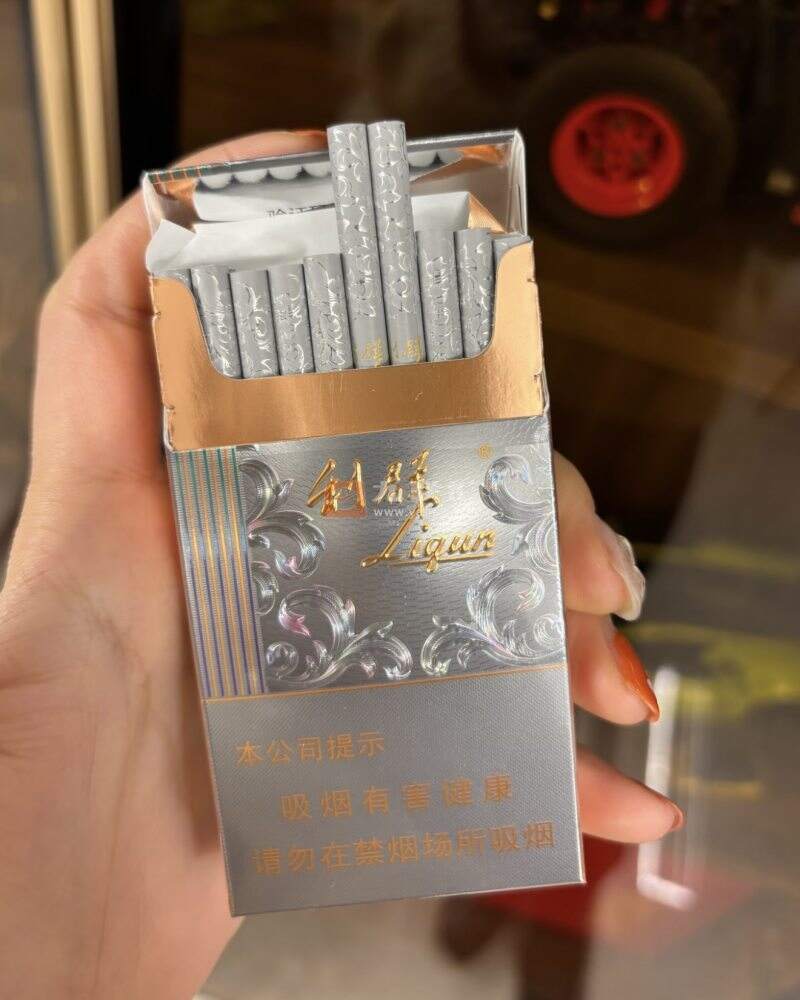 利群
®
Liqun
本公司提示
吸烟有害健康
请勿在禁烟场所吸烟